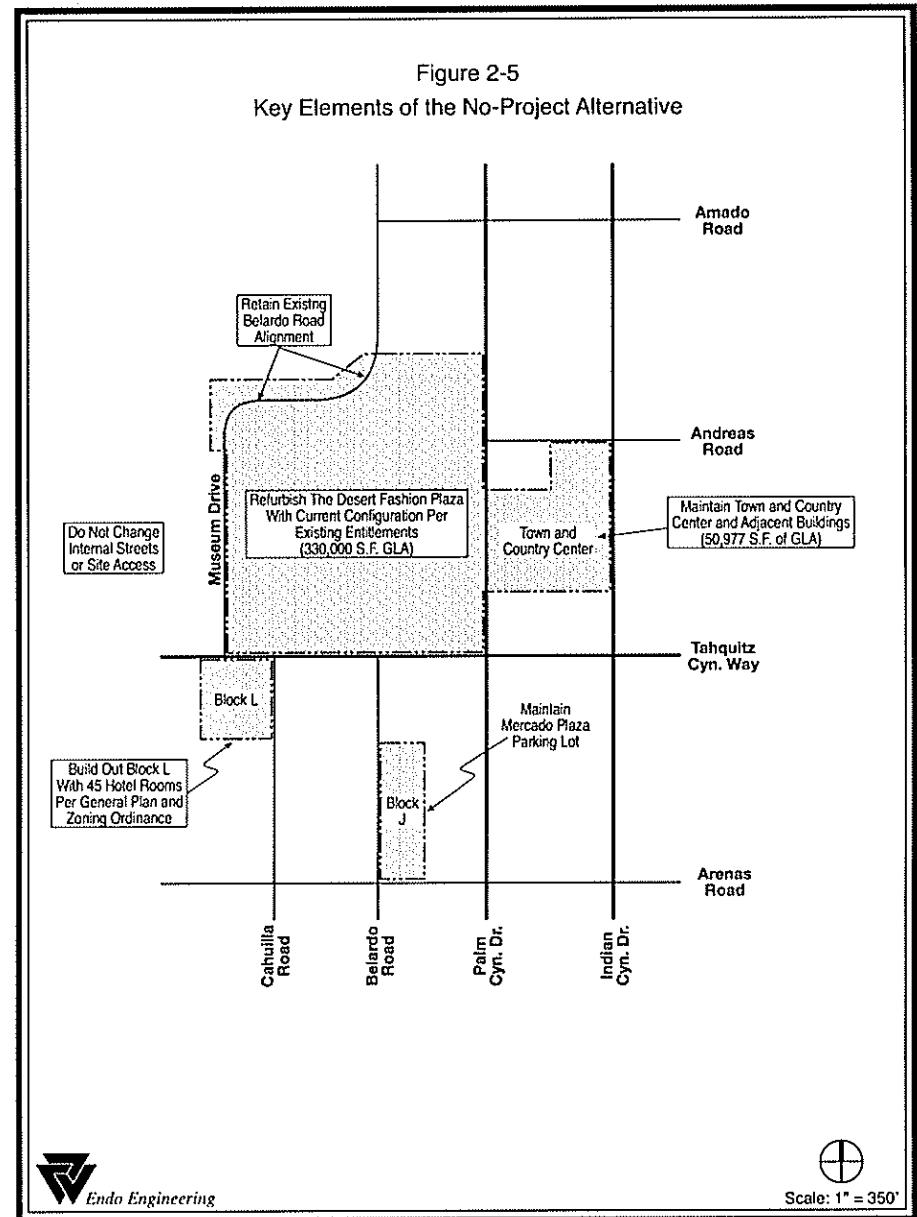 Figure 2-5
Key Elements of the No-Project Alternative
Amado
Road
Retain Existng
Belardo Road
Alignment
Andreas
Road
Museum Drive
Refurbish The Desert Fashion Plaza
With Current Configuration Per
Existing Entitlements
(330,000 S.F. GLA)
Maintain Town and Country
Center and Adjacent Buildings
(50,977 S.F. of GLA)
Town and
Country Center
Do Not Change
Internal Streets
or Site Access
Tahquitz
Cyn. Way
Block L
Maintain
Mercado Plaza
Parking Lot
Build Out Block L
With 45 Hotel Rooms
Per General Plan and
Zoning Ordinance
Block
J
Arenas
Road
Cahuilla
Road
Belardo
Road
Palm
Cyn. Dr.
Indian
Cyn. Dr.
Endo Engineering
Scale: 1" = 350'